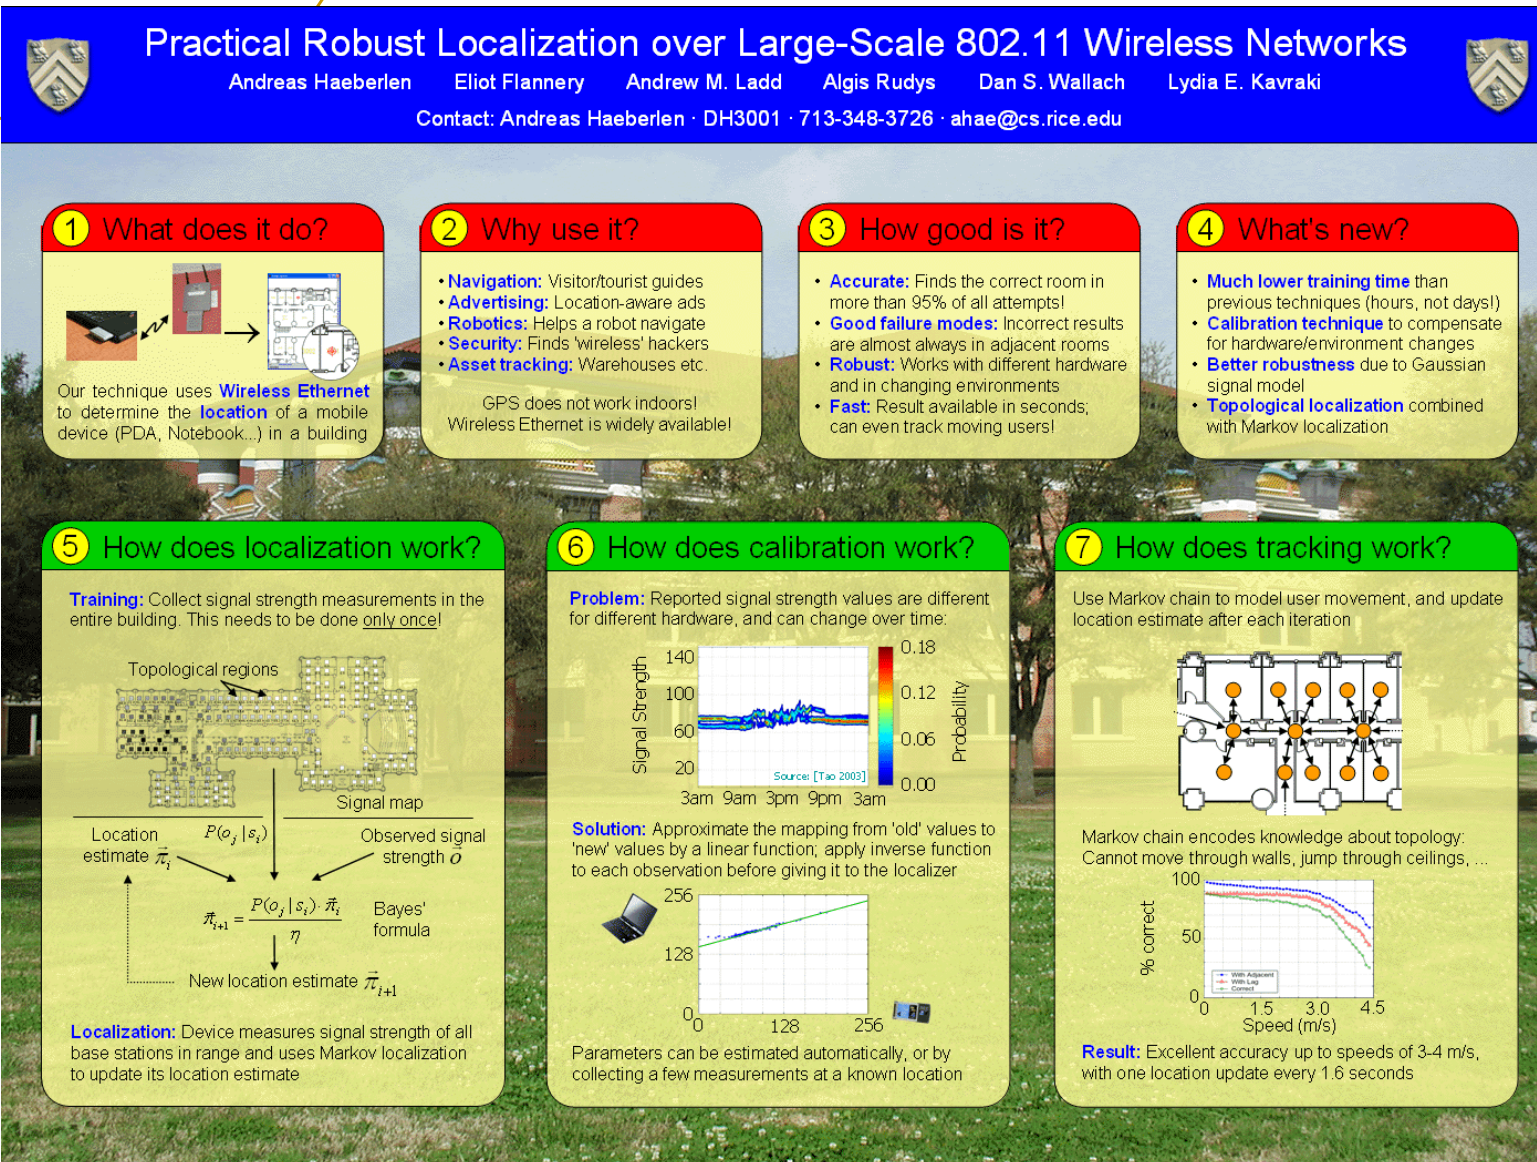 Practical Robust Localization over Large-Scale 802.11 Wireless Networks
Andreas Haeberlen Eliot Flannery Andrew M. Ladd Algis Rudys Dan S. Wallach Lydia E. Kavraki
Contact: Andreas Haeberlen · DH3001 · 713-348-3726 · ahae@cs.rice.edu
1 What does it do?
Our technique uses Wireless Ethernet
to determine the location of a mobile
device (PDA, Notebook...) in a building
2 Why use it?
• Navigation: Visitor/tourist guides
• Advertising: Location-aware ads
• Robotics: Helps a robot navigate
• Security: Finds 'wireless' hackers
• Asset tracking: Warehouses etc.
GPS does not work indoors!
Wireless Ethernet is widely available!
3 How good is it?
• Accurate: Finds the correct room in
more than 95% of all attempts!
• Good failure modes: Incorrect results
are almost always in adjacent rooms
• Robust: Works with different hardware
and in changing environments
• Fast: Result available in seconds;
can even track moving users!
4 What's new?
• Much lower training time than
previous techniques (hours, not days!)
• Calibration technique to compensate
for hardware/environment changes
• Better robustness due to Gaussian
signal model
• Topological localization combined
with Markov localization
5 How does localization work?
Training: Collect signal strength measurements in the
entire building. This needs to be done only once!
Topological regions
Signal map
Location
estimate π⃗_i
P(o_j | s_i)
Observed signal
strength o⃗
π⃗_{i+1} = P(o_j | s_i) · π⃗_i / η
Bayes'
formula
New location estimate π⃗_{i+1}
Localization: Device measures signal strength of all
base stations in range and uses Markov localization
to update its location estimate
6 How does calibration work?
Problem: Reported signal strength values are different
for different hardware, and can change over time:
Signal Strength
140
100
60
20
3am 9am 3pm 9pm 3am
Source: [Tao 2003]
0.18
0.12
0.06
0.00
Probability
Solution: Approximate the mapping from 'old' values to
'new' values by a linear function; apply inverse function
to each observation before giving it to the localizer
256
128
0
0 128 256
Parameters can be estimated automatically, or by
collecting a few measurements at a known location
7 How does tracking work?
Use Markov chain to model user movement, and update
location estimate after each iteration
Markov chain encodes knowledge about topology:
Cannot move through walls, jump through ceilings, ...
% correct
100
50
0
With Adjacent
With Lag
Correct
0 1.5 3.0 4.5
Speed (m/s)
Result: Excellent accuracy up to speeds of 3-4 m/s,
with one location update every 1.6 seconds